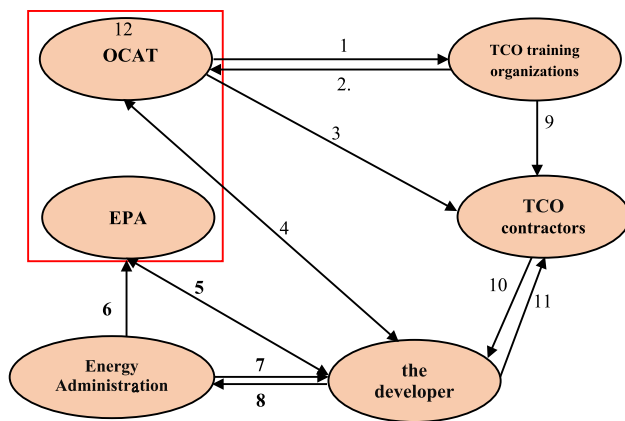 12
OCAT
1
TCO training
organizations
2.
3
9
EPA
TCO
contractors
4
5
10
11
6
Energy
Administration
7
8
the
developer